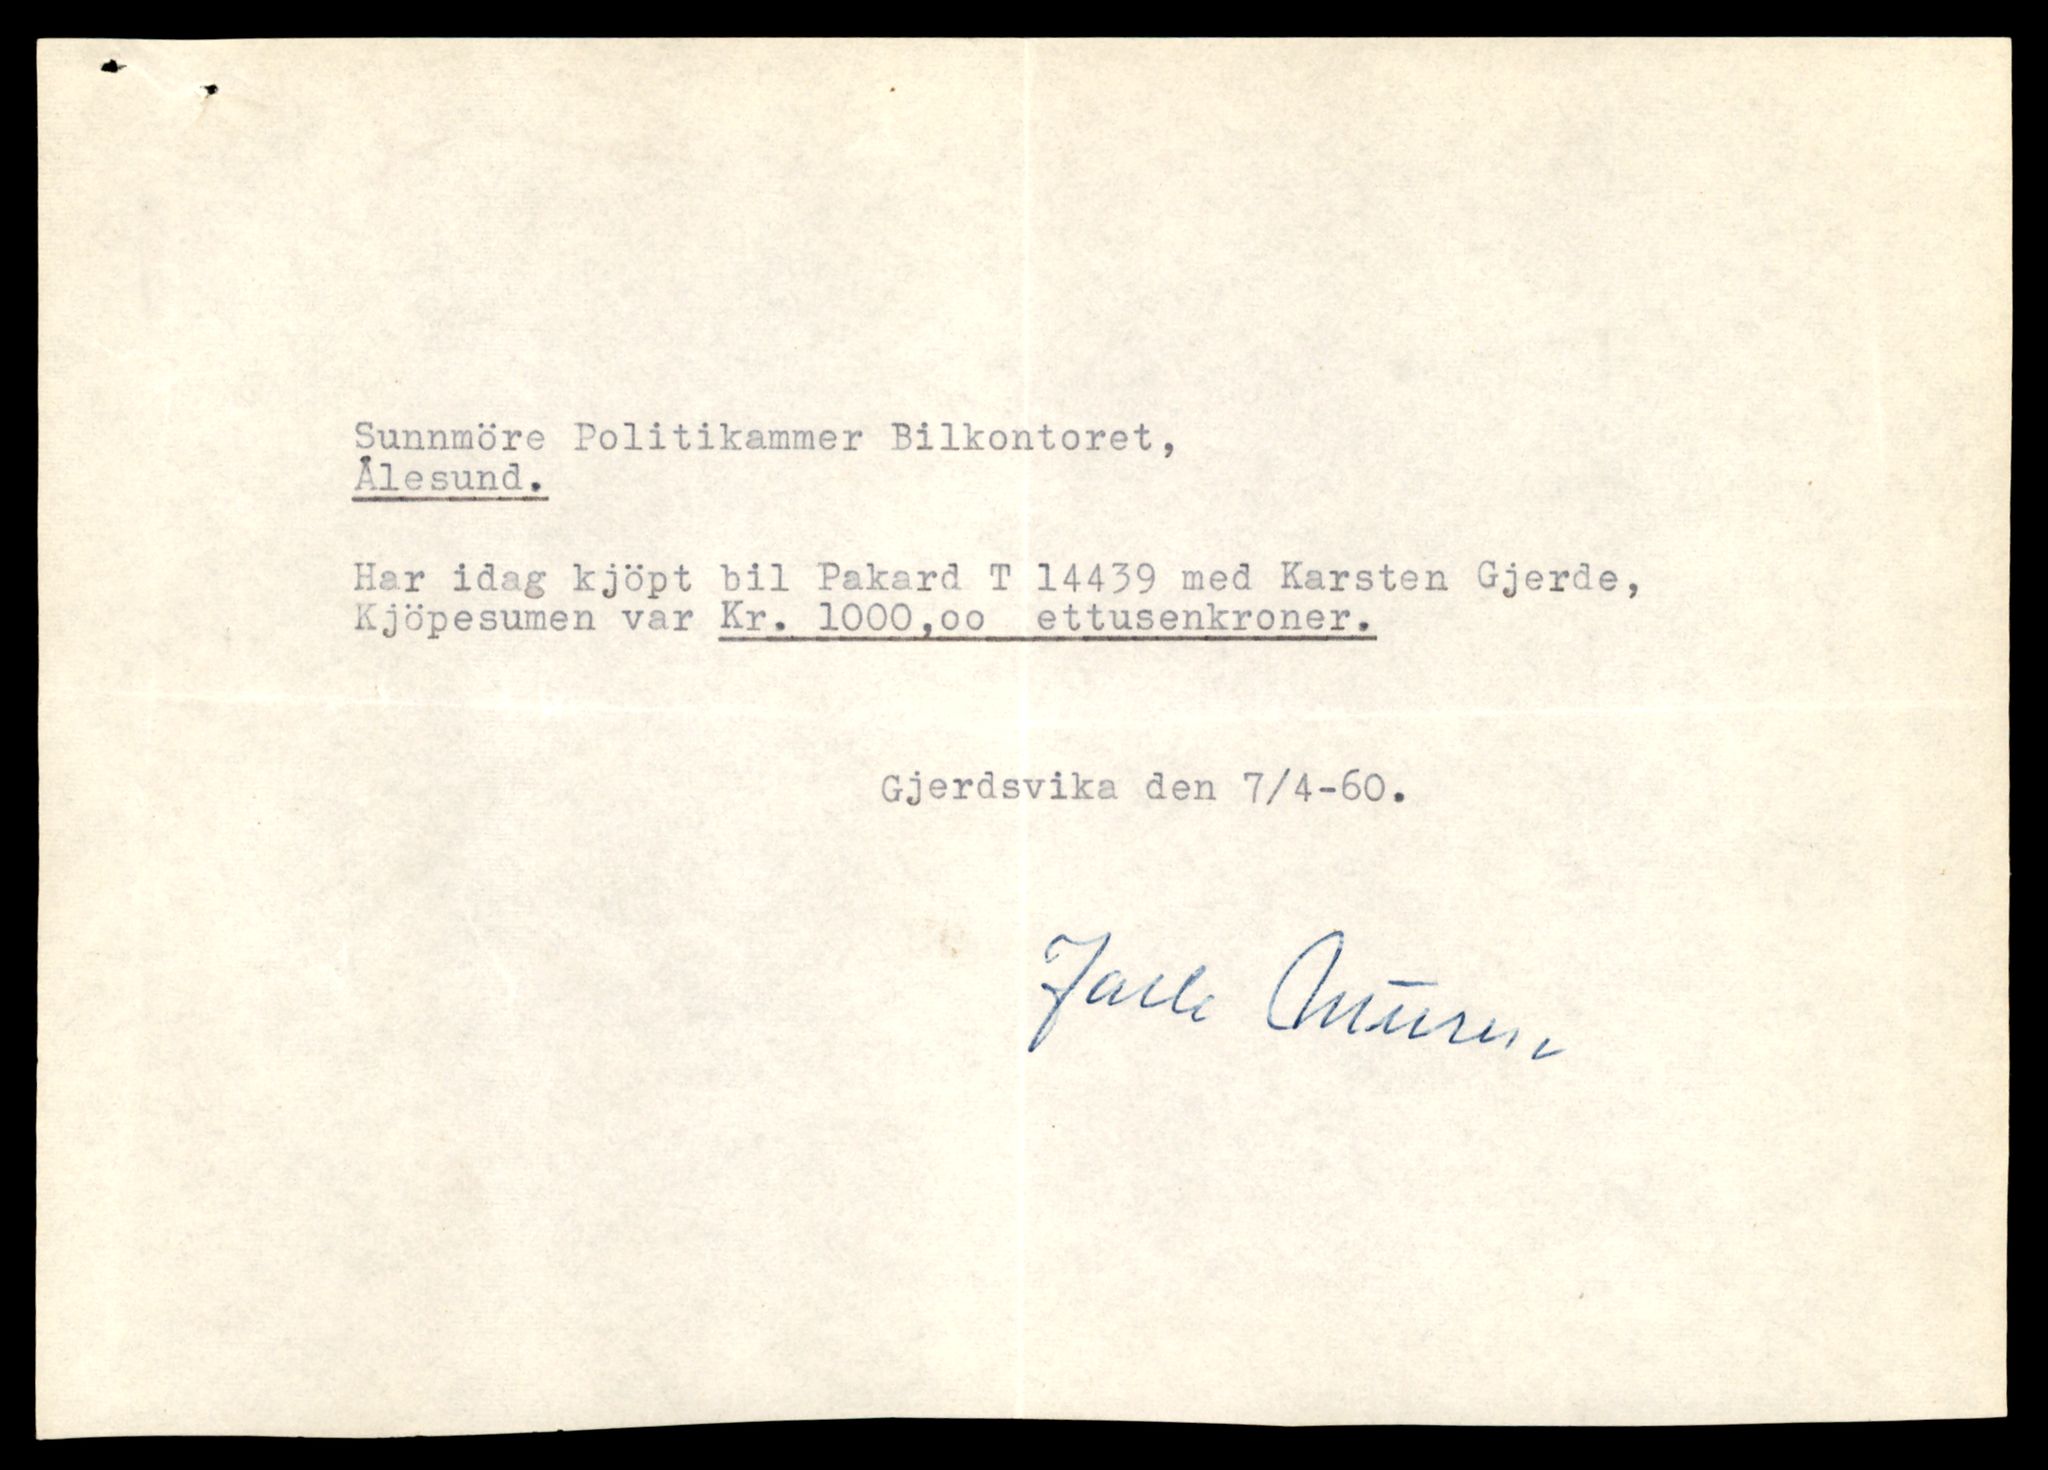 Sunnmöre Politikammer Bilkontoret,
Ålesund.
Har idag kjöpt bil Pakard T 14439 med Karsten Gjerde,
Kjöpesumen var Kr. 1000,oo ettusenkroner.
Gjerdsvika den 7/4-60.
Jarle